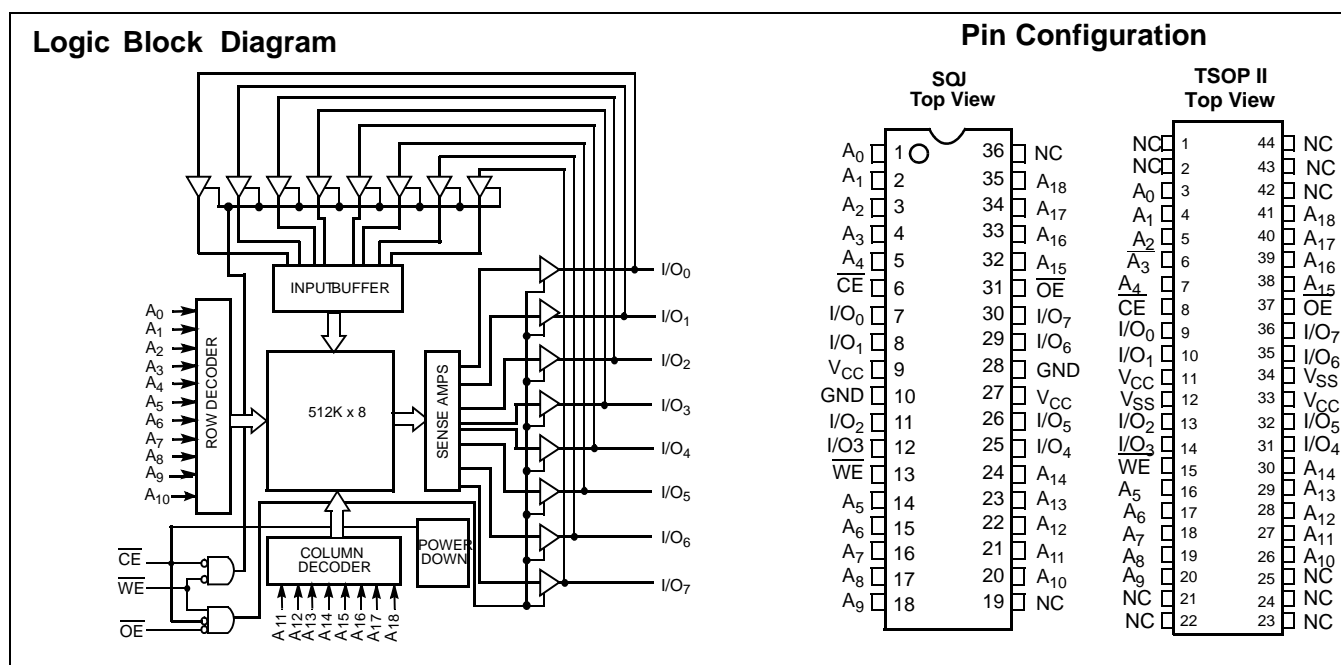 Logic Block Diagram
INPUTBUFFER
A0
A1
A2
A3
A4
A5
A6
A7
A8
A9
A10
ROW DECODER
512K x 8
SENSE AMPS
COLUMN
DECODER
POWER
DOWN
CE
WE
OE
A11
A12
A13
A14
A15
A16
A17
A18
I/O0
I/O1
I/O2
I/O3
I/O4
I/O5
I/O6
I/O7
Pin Configuration
SOJ
Top View
A0 1 36 NC
A1 2 35 A18
A2 3 34 A17
A3 4 33 A16
A4 5 32 A15
CE 6 31 OE
I/O0 7 30 I/O7
I/O1 8 29 I/O6
VCC 9 28 GND
GND 10 27 VCC
I/O2 11 26 I/O5
I/O3 12 25 I/O4
WE 13 24 A14
A5 14 23 A13
A6 15 22 A12
A7 16 21 A11
A8 17 20 A10
A9 18 19 NC
TSOP II
Top View
NC 1 44 NC
NC 2 43 NC
A0 3 42 NC
A1 4 41 A18
A2 5 40 A17
A3 6 39 A16
A4 7 38 A15
CE 8 37 OE
I/O0 9 36 I/O7
I/O1 10 35 I/O6
VCC 11 34 VSS
VSS 12 33 VCC
I/O2 13 32 I/O5
I/O3 14 31 I/O4
WE 15 30 A14
A5 16 29 A13
A6 17 28 A12
A7 18 27 A11
A8 19 26 A10
A9 20 25 NC
NC 21 24 NC
NC 22 23 NC